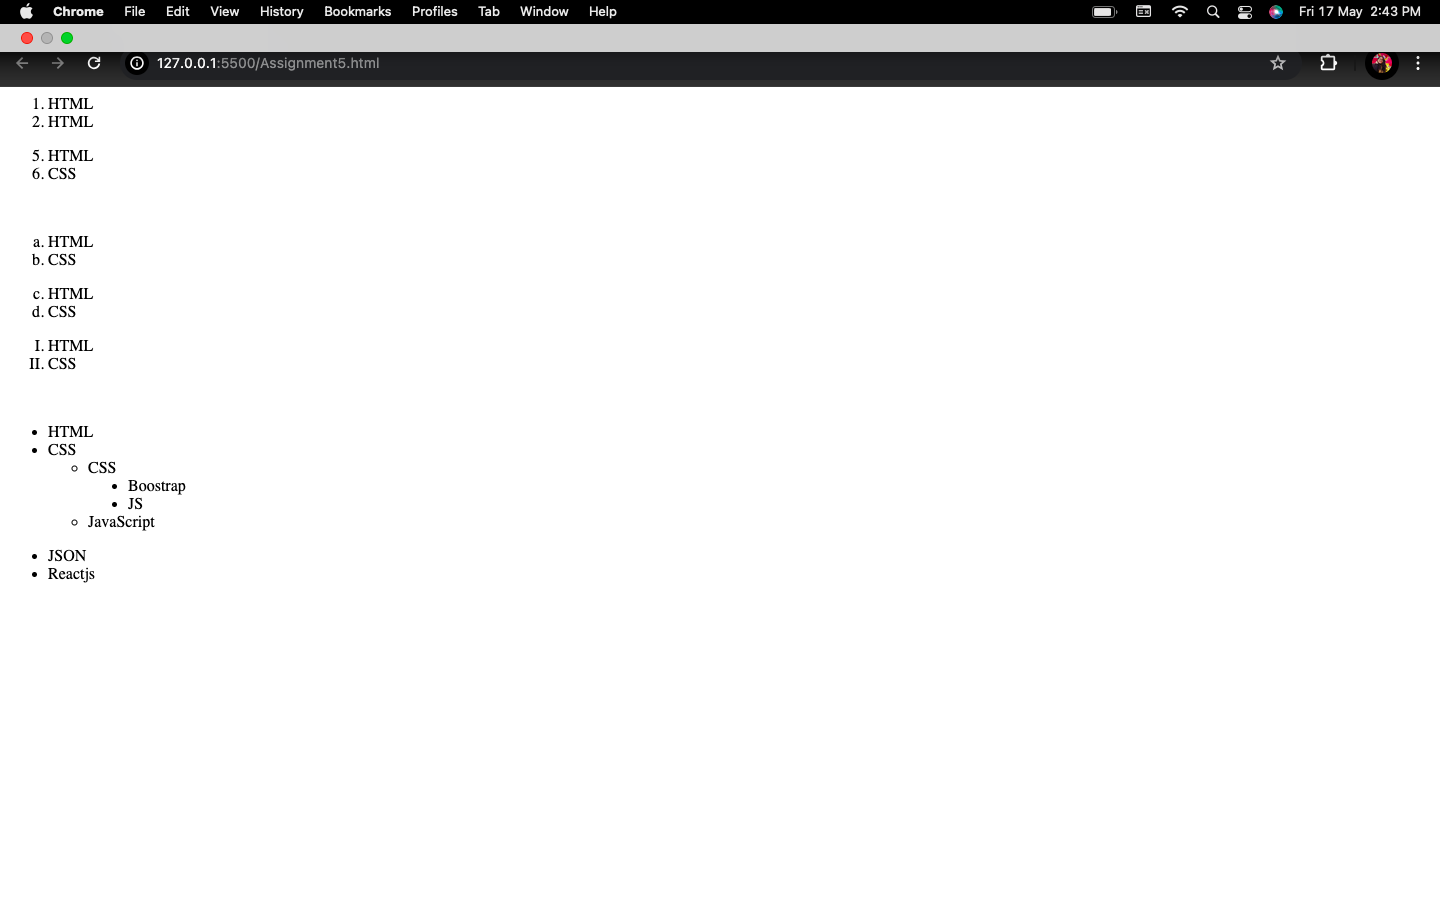 Chrome File Edit View History Bookmarks Profiles Tab Window Help Fri 17 May 2:43 PM
127.0.0.1:5500/Assignment5.html
1. HTML
2. HTML
5. HTML
6. CSS
a. HTML
b. CSS
c. HTML
d. CSS
I. HTML
II. CSS
• HTML
• CSS
◦ CSS
• Boostrap
• JS
◦ JavaScript
• JSON
• Reactjs